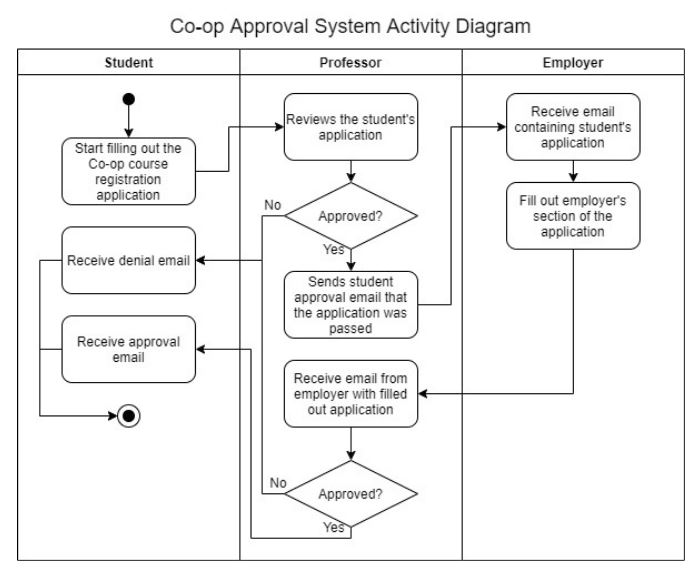 Co-op Approval System Activity Diagram
Student
Professor
Employer
Start filling out the
Co-op course
registration
application
Reviews the student's
application
Receive email
containing student's
application
Approved?
No
Yes
Fill out employer's
section of the
application
Receive denial email
Sends student
approval email that
the application was
passed
Receive approval
email
Receive email from
employer with filled
out application
Approved?
No
Yes